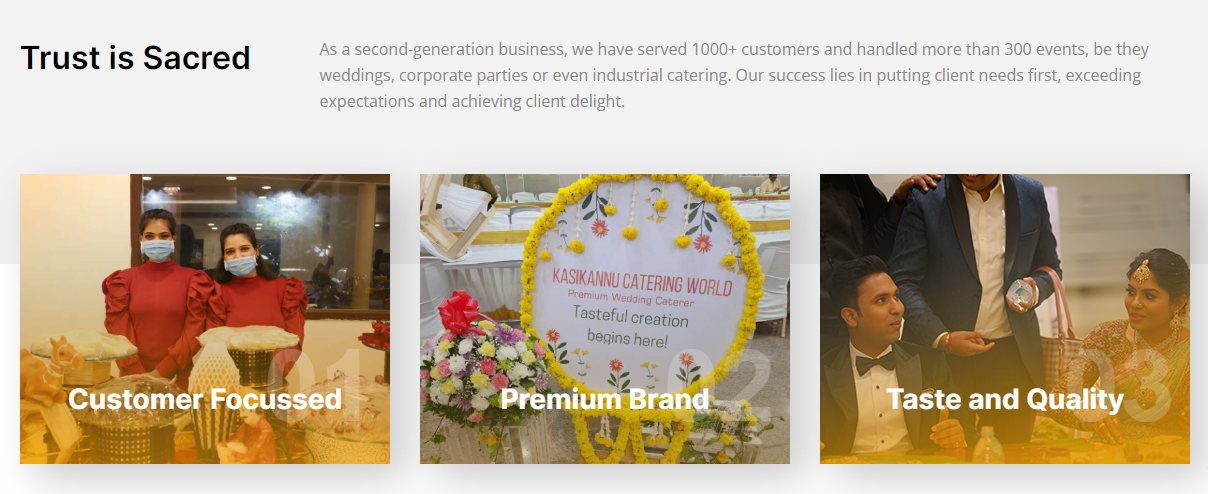 Trust is Sacred
As a second-generation business, we have served 1000+ customers and handled more than 300 events, be they
weddings, corporate parties or even industrial catering. Our success lies in putting client needs first, exceeding
expectations and achieving client delight.
01
Customer Focussed
KASIKANNU CATERING WORLD
Premium Wedding Caterer
Tasteful creation
begins here!
02
Premium Brand
03
Taste and Quality